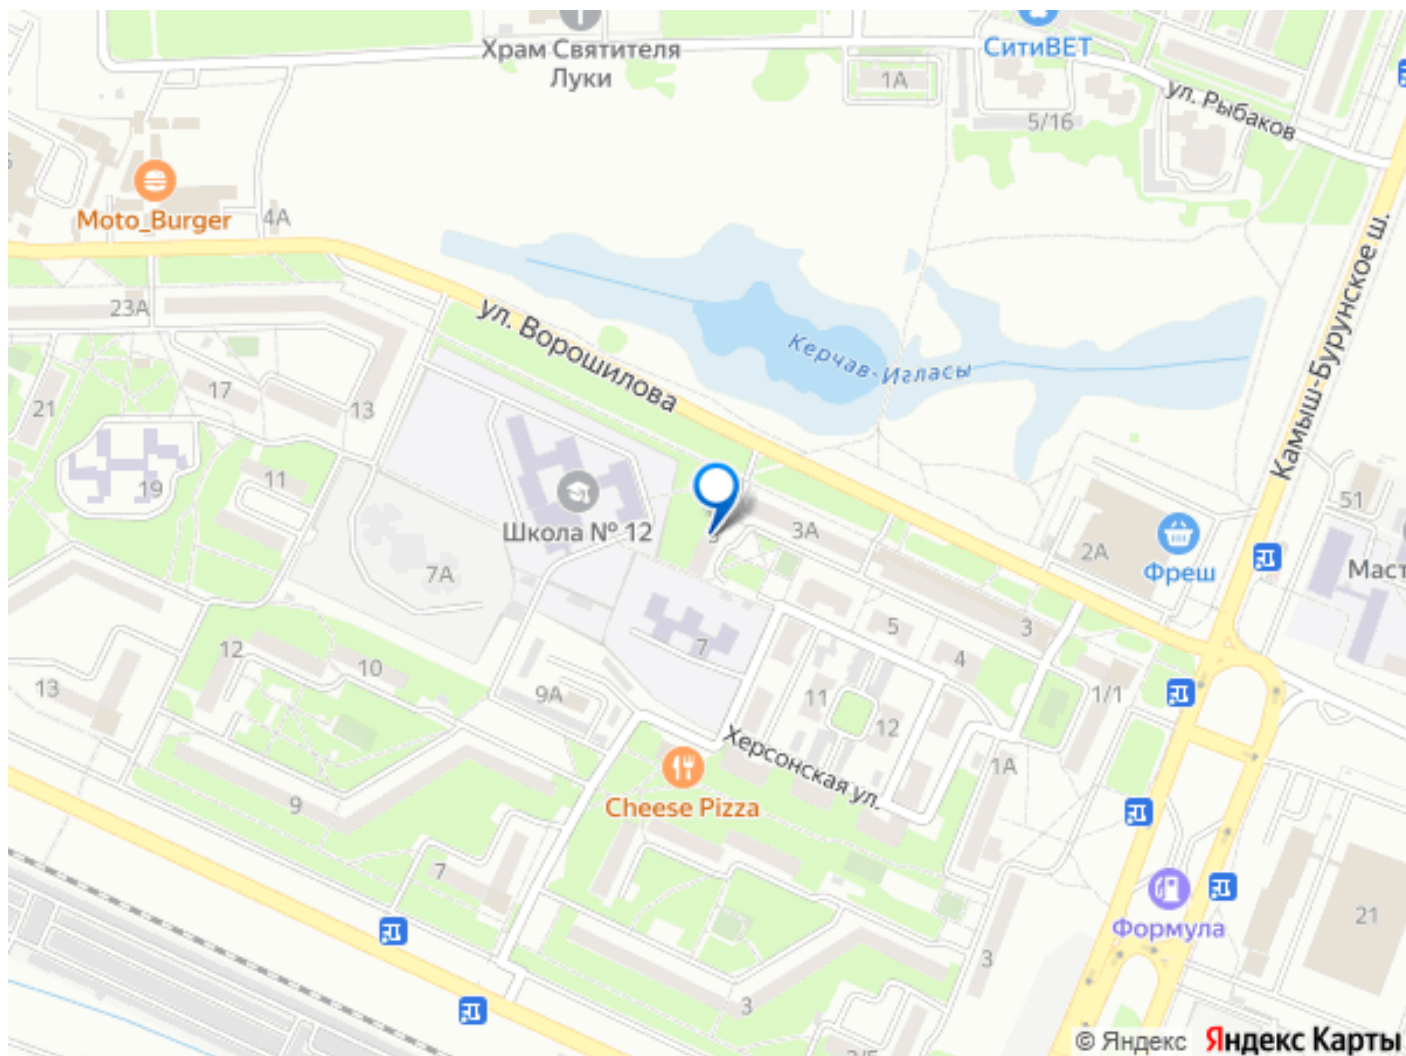 Храм Святителя
Луки
СитиВЕТ
1А
5/16
ул. Рыбаков
Moto_Burger
4А
Камыш-Бурунское ш.
23А
ул. Ворошилова
Керчав-Игласы
17
21
13
11
19
Школа № 12
3А
2А
Фреш
51
Маст
7А
7
5
3
4
12
10
13
9А
11
12
1/1
Херсонская ул.
1А
Cheese Pizza
9
7
Формула
21
3
3
© Яндекс
Яндекс Карты